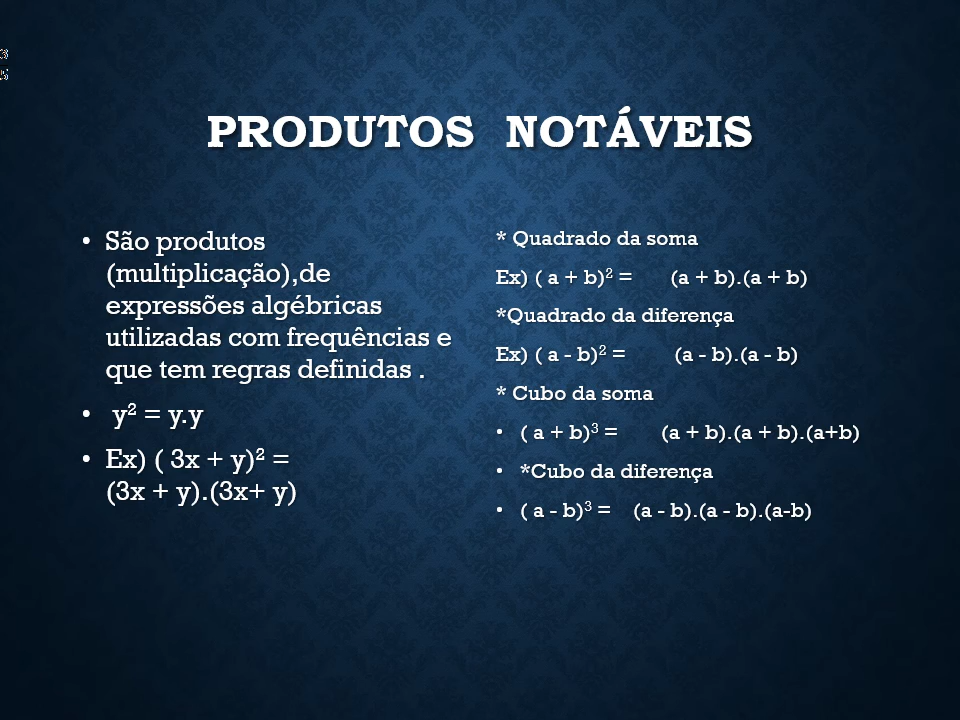 3
5
PRODUTOS NOTÁVEIS
• São produtos
(multiplicação),de
expressões algébricas
utilizadas com frequências e
que tem regras definidas .
• y² = y.y
• Ex) ( 3x + y)² =
(3x + y).(3x+ y)
* Quadrado da soma
Ex) ( a + b)² = (a + b).(a + b)
*Quadrado da diferença
Ex) ( a - b)² = (a - b).(a - b)
* Cubo da soma
• ( a + b)³ = (a + b).(a + b).(a+b)
• *Cubo da diferença
• ( a - b)³ = (a - b).(a - b).(a-b)